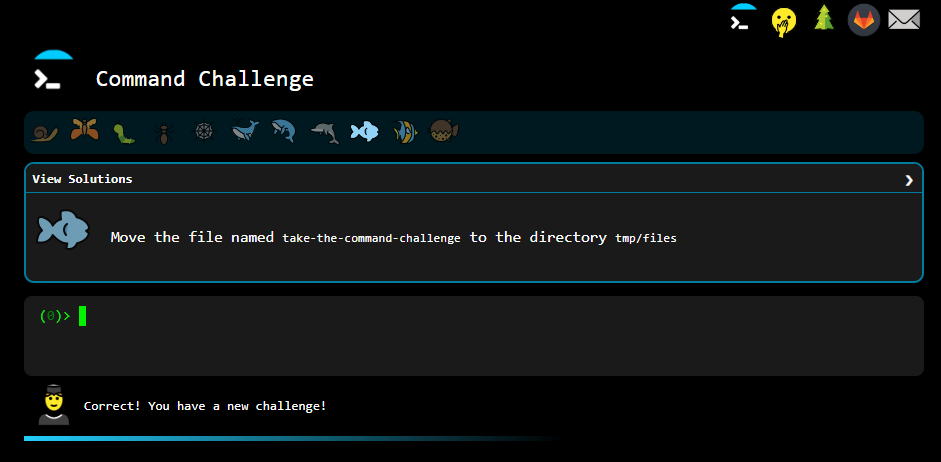 Command Challenge
View Solutions
Move the file named take-the-command-challenge to the directory tmp/files
(0)>
Correct! You have a new challenge!